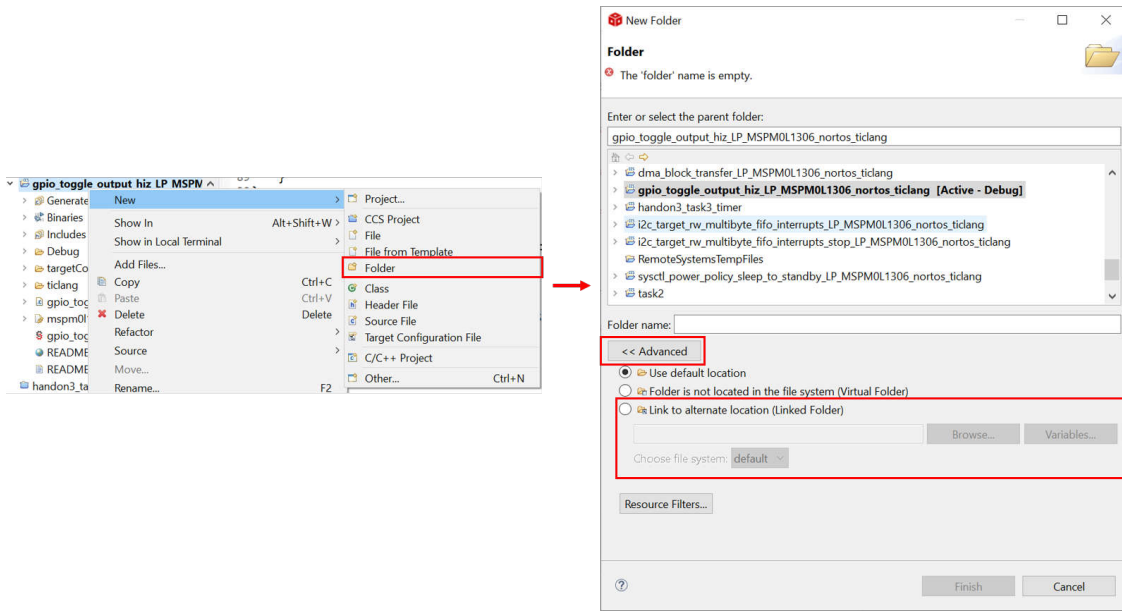 gpio_toggle_output_hiz_LP_MSPM
Generate
Binaries
Includes
Debug
targetCo
ticlang
gpio_tog
mspm0l
gpio_tog
README
README
handon3_ta
89 }
New
Show In Alt+Shift+W >
Show in Local Terminal
Add Files...
Copy Ctrl+C
Paste Ctrl+V
Delete Delete
Refactor
Source
Move...
Rename... F2
Project...
CCS Project
File
File from Template
Folder
Class
Header File
Source File
Target Configuration File
C/C++ Project
Other... Ctrl+N
New Folder
Folder
The 'folder' name is empty.
Enter or select the parent folder:
gpio_toggle_output_hiz_LP_MSPM0L1306_nortos_ticlang
dma_block_transfer_LP_MSPM0L1306_nortos_ticlang
gpio_toggle_output_hiz_LP_MSPM0L1306_nortos_ticlang [Active - Debug]
handon3_task3_timer
i2c_target_rw_multibyte_fifo_interrupts_LP_MSPM0L1306_nortos_ticlang
i2c_target_rw_multibyte_fifo_interrupts_stop_LP_MSPM0L1306_nortos_ticlang
RemoteSystemsTempFiles
sysctl_power_policy_sleep_to_standby_LP_MSPM0L1306_nortos_ticlang
task2
Folder name:
<< Advanced
Use default location
Folder is not located in the file system (Virtual Folder)
Link to alternate location (Linked Folder)
Browse... Variables...
Choose file system: default
Resource Filters...
Finish Cancel